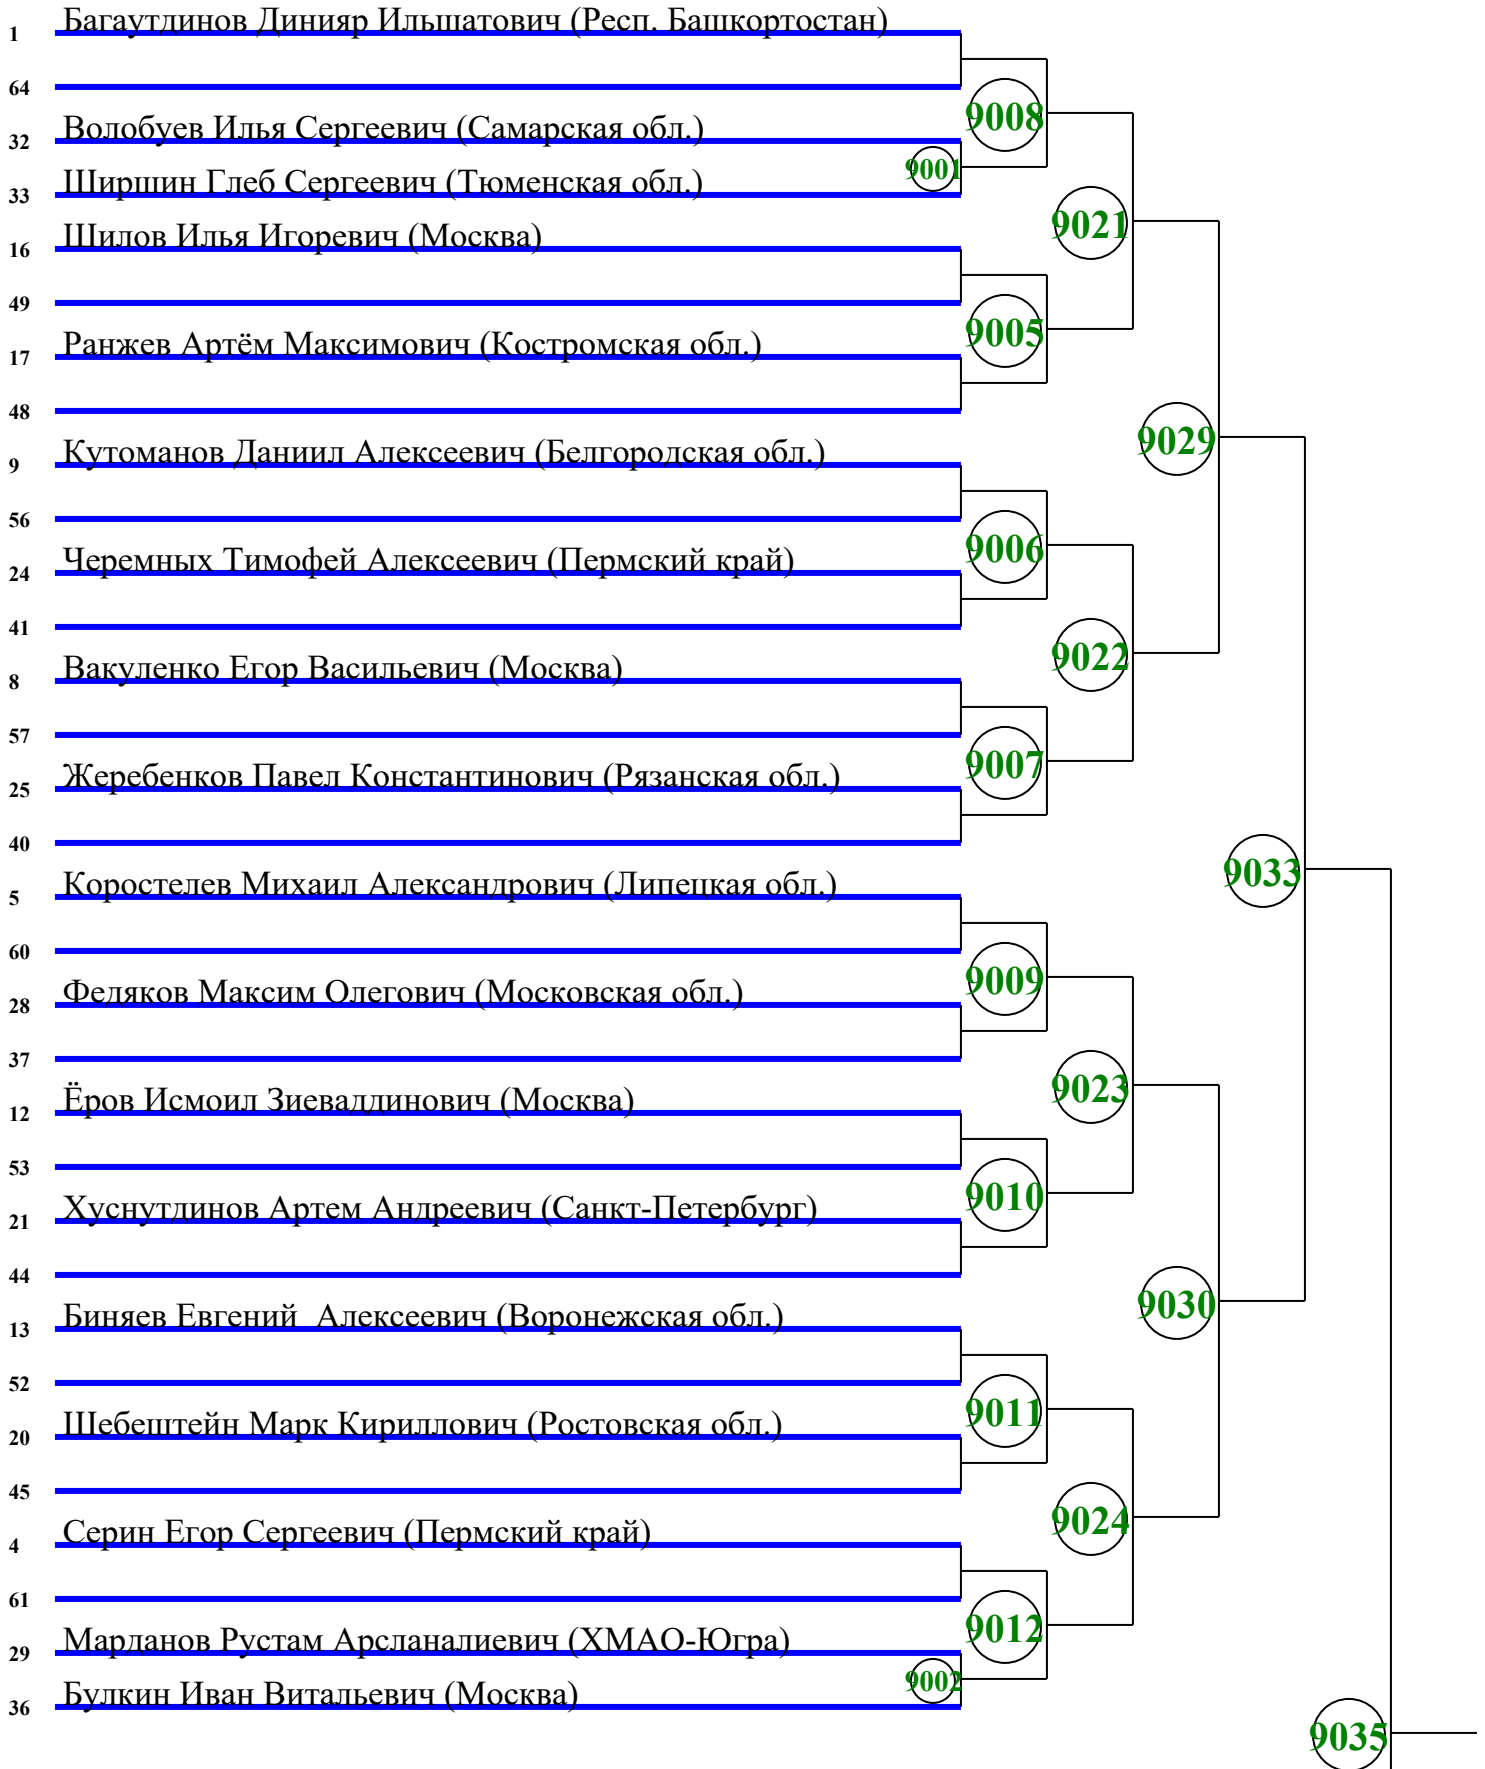 1 Багаутдинов Динияр Ильшатович (Респ. Башкортостан)
64
9008
32 Волобуев Илья Сергеевич (Самарская обл.)
9001
33 Ширшин Глеб Сергеевич (Тюменская обл.)
9021
16 Шилов Илья Игоревич (Москва)
49
9005
17 Ранжев Артём Максимович (Костромская обл.)
48
9029
9 Кутоманов Даниил Алексеевич (Белгородская обл.)
56
9006
24 Черемных Тимофей Алексеевич (Пермский край)
41
9022
8 Вакуленко Егор Васильевич (Москва)
57
9007
25 Жеребенков Павел Константинович (Рязанская обл.)
40
9033
5 Коростелев Михаил Александрович (Липецкая обл.)
60
9009
28 Федяков Максим Олегович (Московская обл.)
37
9023
12 Ёров Исмоил Зиеваддинович (Москва)
53
9010
21 Хуснутдинов Артем Андреевич (Санкт-Петербург)
44
9030
13 Биняев Евгений  Алексеевич (Воронежская обл.)
52
9011
20 Шебештейн Марк Кириллович (Ростовская обл.)
45
9024
4 Серин Егор Сергеевич (Пермский край)
61
9012
29 Марданов Рустам Арсланалиевич (ХМАО-Югра)
9002
36 Булкин Иван Витальевич (Москва)
9035